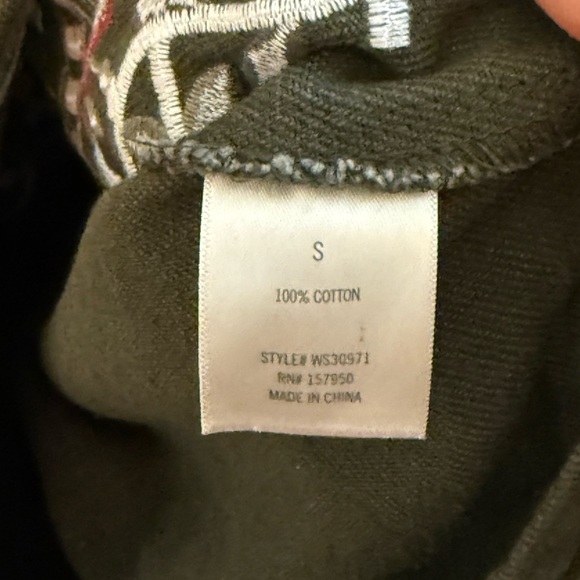 S
100% COTTON
STYLE# WS30971
RN# 157950
MADE IN CHINA